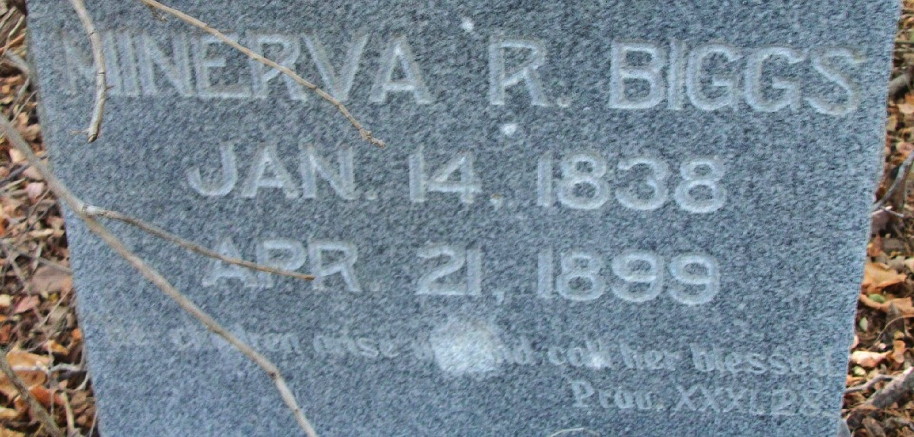 MINERVA R. BIGGS
JAN. 14. 1838
APR. 21, 1899
children arise and call her blessed
Prov. XXXI. 28.